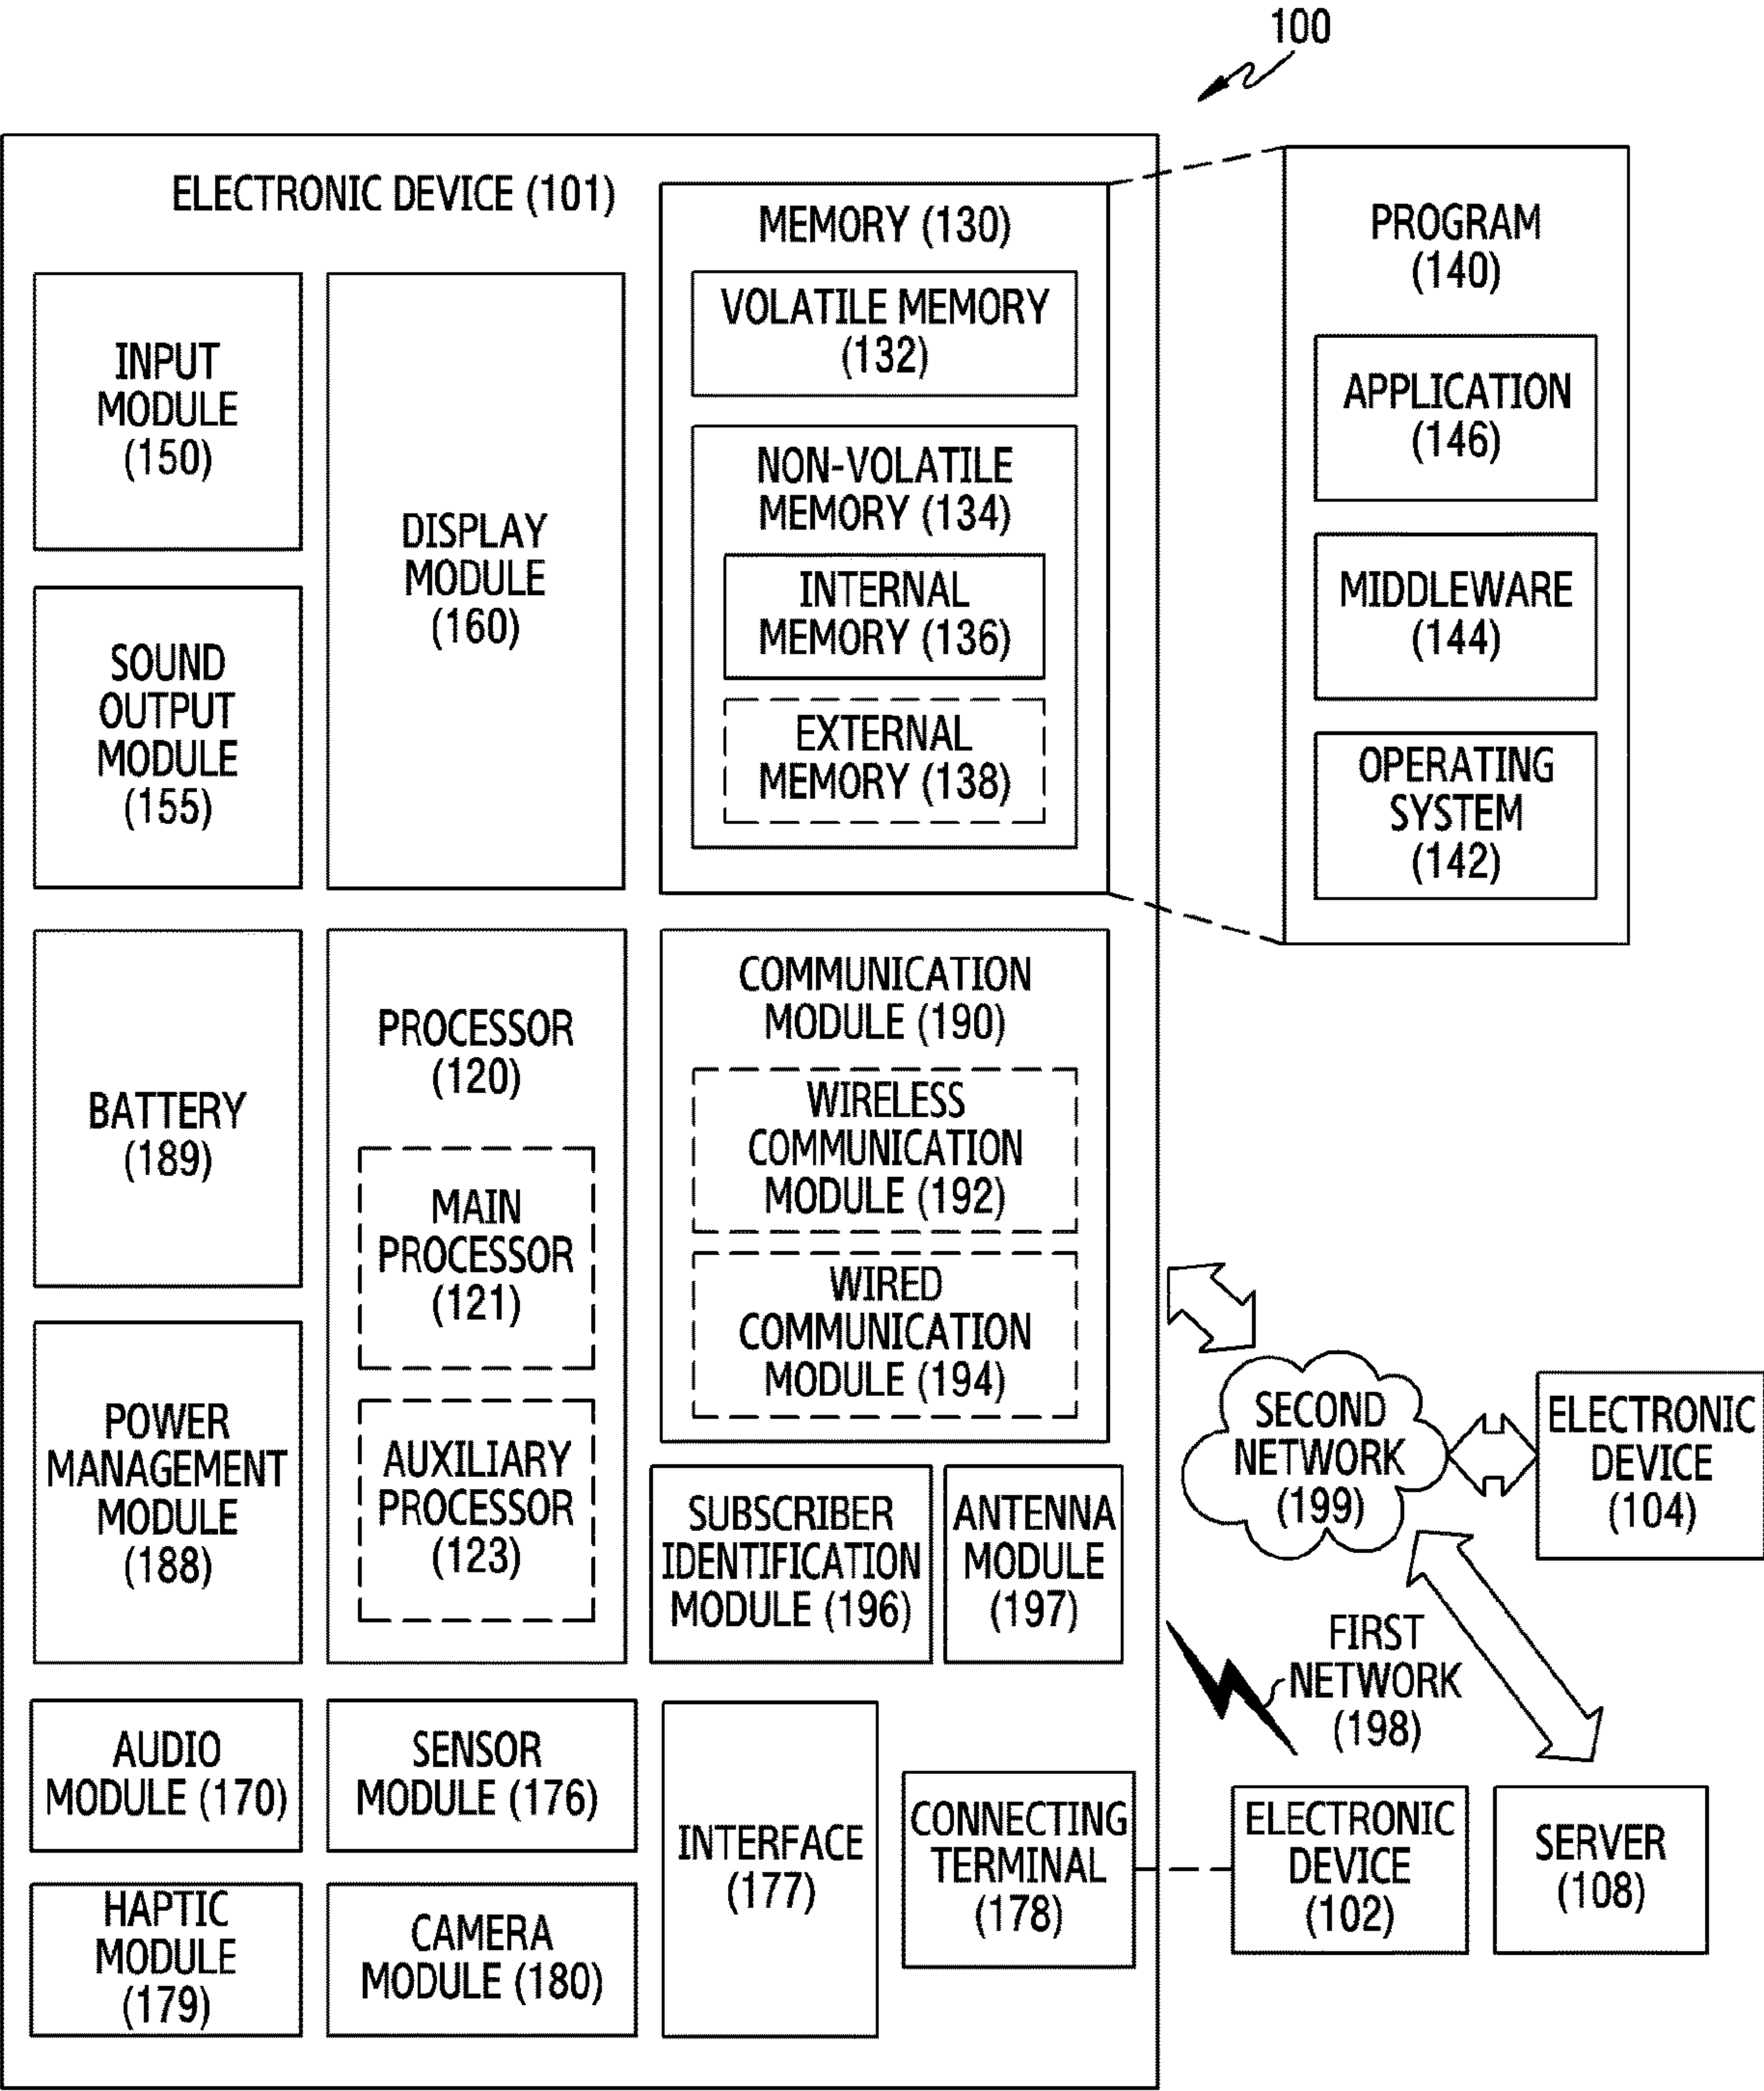 100
ELECTRONIC DEVICE (101)
INPUT
MODULE
(150)
SOUND
OUTPUT
MODULE
(155)
DISPLAY
MODULE
(160)
MEMORY (130)
VOLATILE MEMORY
(132)
NON-VOLATILE
MEMORY (134)
INTERNAL
MEMORY (136)
EXTERNAL
MEMORY (138)
PROGRAM
(140)
APPLICATION
(146)
MIDDLEWARE
(144)
OPERATING
SYSTEM
(142)
BATTERY
(189)
POWER
MANAGEMENT
MODULE
(188)
PROCESSOR
(120)
MAIN
PROCESSOR
(121)
AUXILIARY
PROCESSOR
(123)
COMMUNICATION
MODULE (190)
WIRELESS
COMMUNICATION
MODULE (192)
WIRED
COMMUNICATION
MODULE (194)
SUBSCRIBER
IDENTIFICATION
MODULE (196)
ANTENNA
MODULE
(197)
SECOND
NETWORK
(199)
ELECTRONIC
DEVICE
(104)
FIRST
NETWORK
(198)
AUDIO
MODULE (170)
SENSOR
MODULE (176)
HAPTIC
MODULE
(179)
CAMERA
MODULE (180)
INTERFACE
(177)
CONNECTING
TERMINAL
(178)
ELECTRONIC
DEVICE
(102)
SERVER
(108)